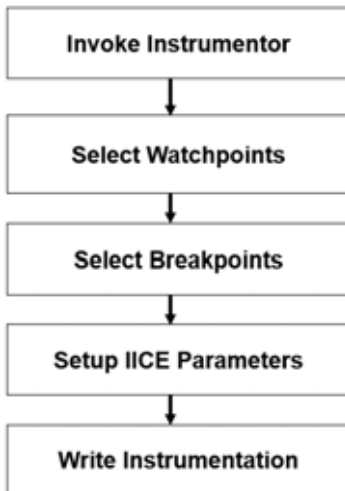 Invoke Instrumentor
Select Watchpoints
Select Breakpoints
Setup IICE Parameters
Write Instrumentation